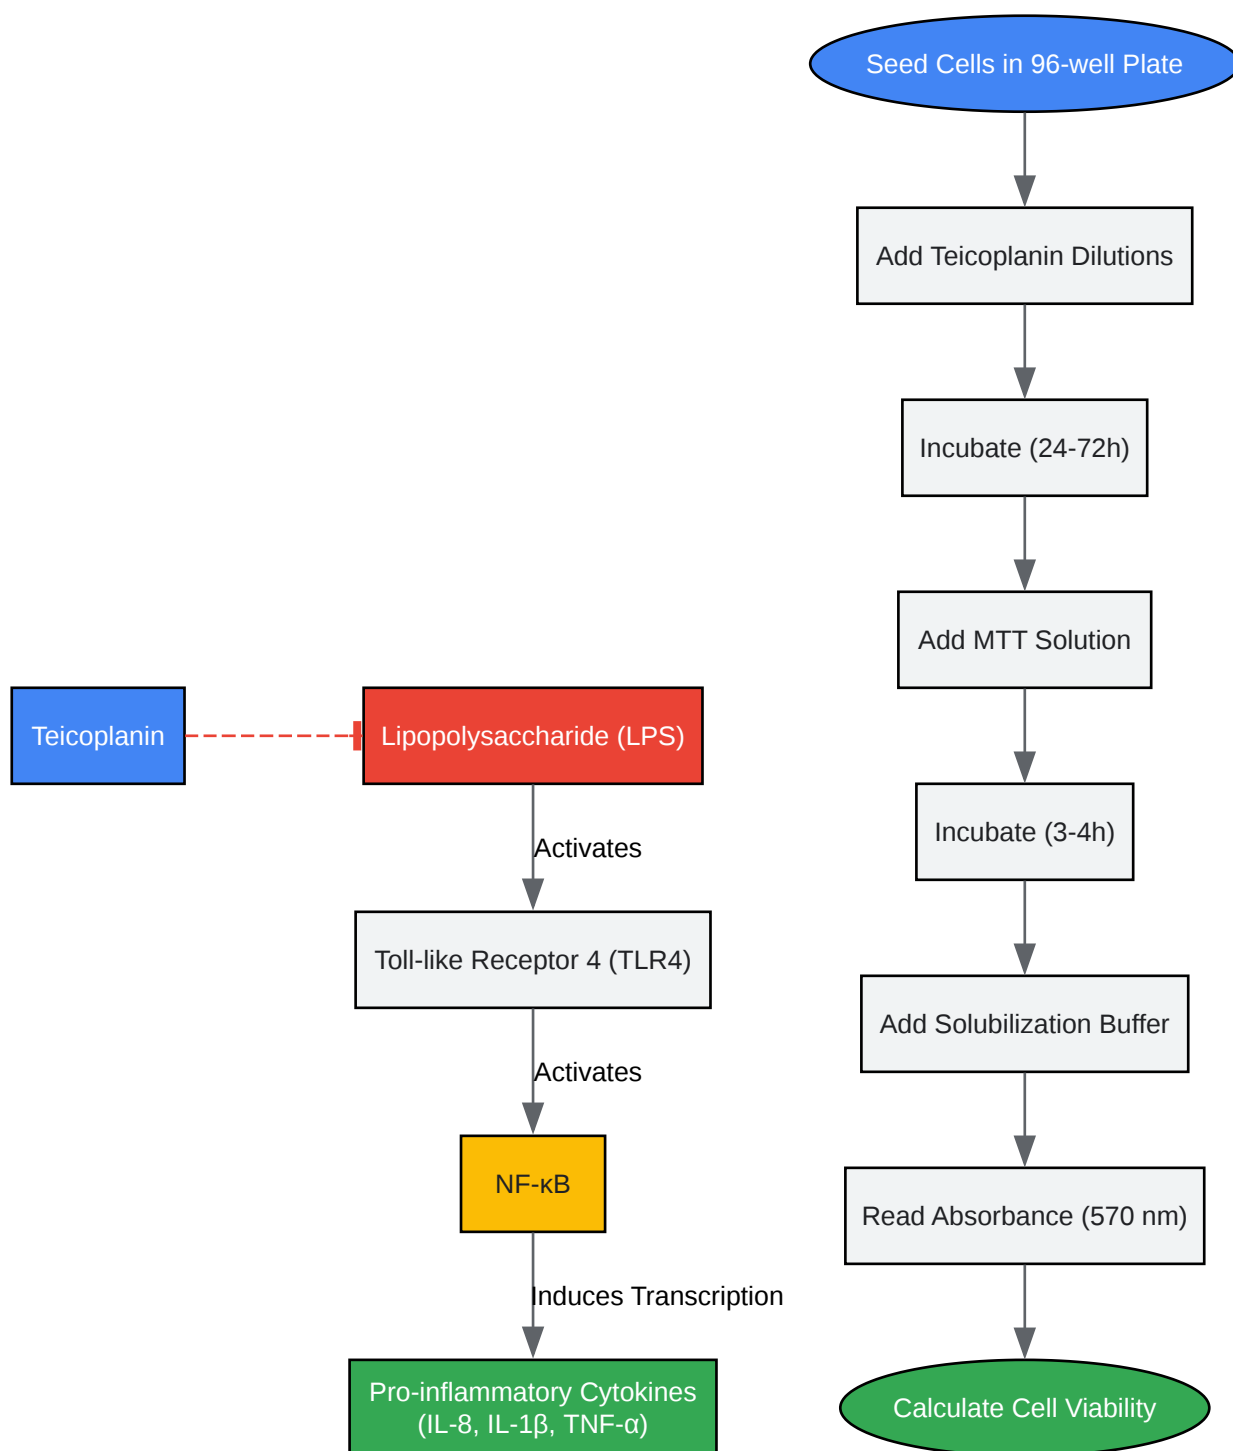 Seed Cells in 96-well Plate
Add Teicoplanin Dilutions
Incubate (24-72h)
Add MTT Solution
Teicoplanin
Lipopolysaccharide (LPS)
Incubate (3-4h)
Activates
Toll-like Receptor 4 (TLR4)
Add Solubilization Buffer
Activates
NF-κB
Read Absorbance (570 nm)
Induces Transcription
Pro-inflammatory Cytokines
(IL-8, IL-1β, TNF-α)
Calculate Cell Viability